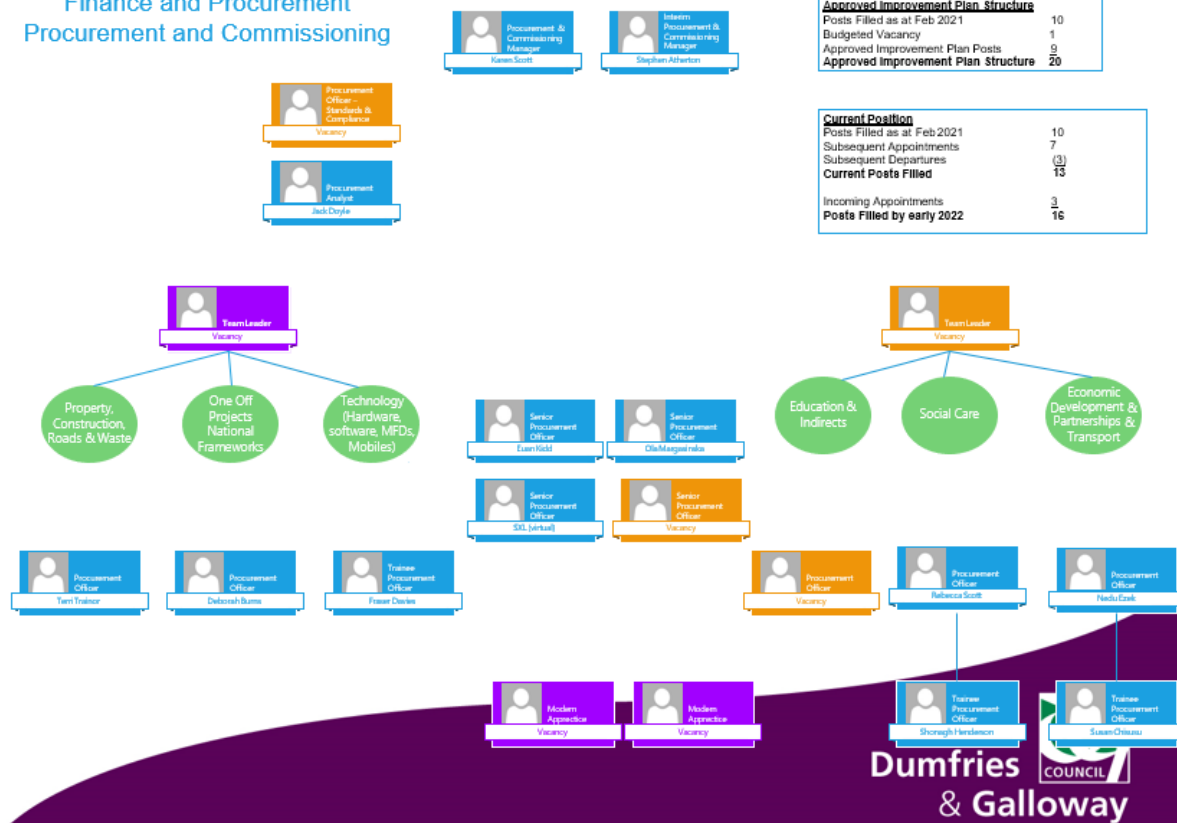 Finance and Procurement
Procurement and Commissioning
Procurement &
Commissioning
Manager
Karen Scott
Interim
Procurement &
Commissioning
Manager
Stephen Atherton
Approved Improvement Plan Structure
Posts Filled as at Feb 2021 10
Budgeted Vacancy 1
Approved Improvement Plan Posts 9
Approved Improvement Plan Structure 20
Procurement
Officer –
Standards &
Compliance
Vacancy
Procurement
Analyst
Jack Doyle
Current Position
Posts Filled as at Feb 2021 10
Subsequent Appointments 7
Subsequent Departures (3)
Current Posts Filled 13
Incoming Appointments 3
Posts Filled by early 2022 16
Team Leader
Vacancy
Team Leader
Vacancy
Property,
Construction,
Roads & Waste
One Off
Projects
National
Frameworks
Technology
(Hardware,
software, MFDs,
Mobiles)
Education &
Indirects
Social Care
Economic
Development &
Partnerships &
Transport
Senior
Procurement
Officer
Euan Kidd
Senior
Procurement
Officer
Ola
Senior
Procurement
Officer
SXL (virtual)
Senior
Procurement
Officer
Vacancy
Procurement
Officer
Terri Trainor
Procurement
Officer
Deborah Burns
Trainee
Procurement
Officer
Fraser Davies
Procurement
Officer
Vacancy
Procurement
Officer
Rebecca Scott
Procurement
Officer
Modern
Apprectice
Vacancy
Modern
Apprectice
Vacancy
Trainee
Procurement
Officer
Shonagh Henderson
Trainee
Procurement
Officer
Susan
Dumfries
COUNCIL
& Galloway